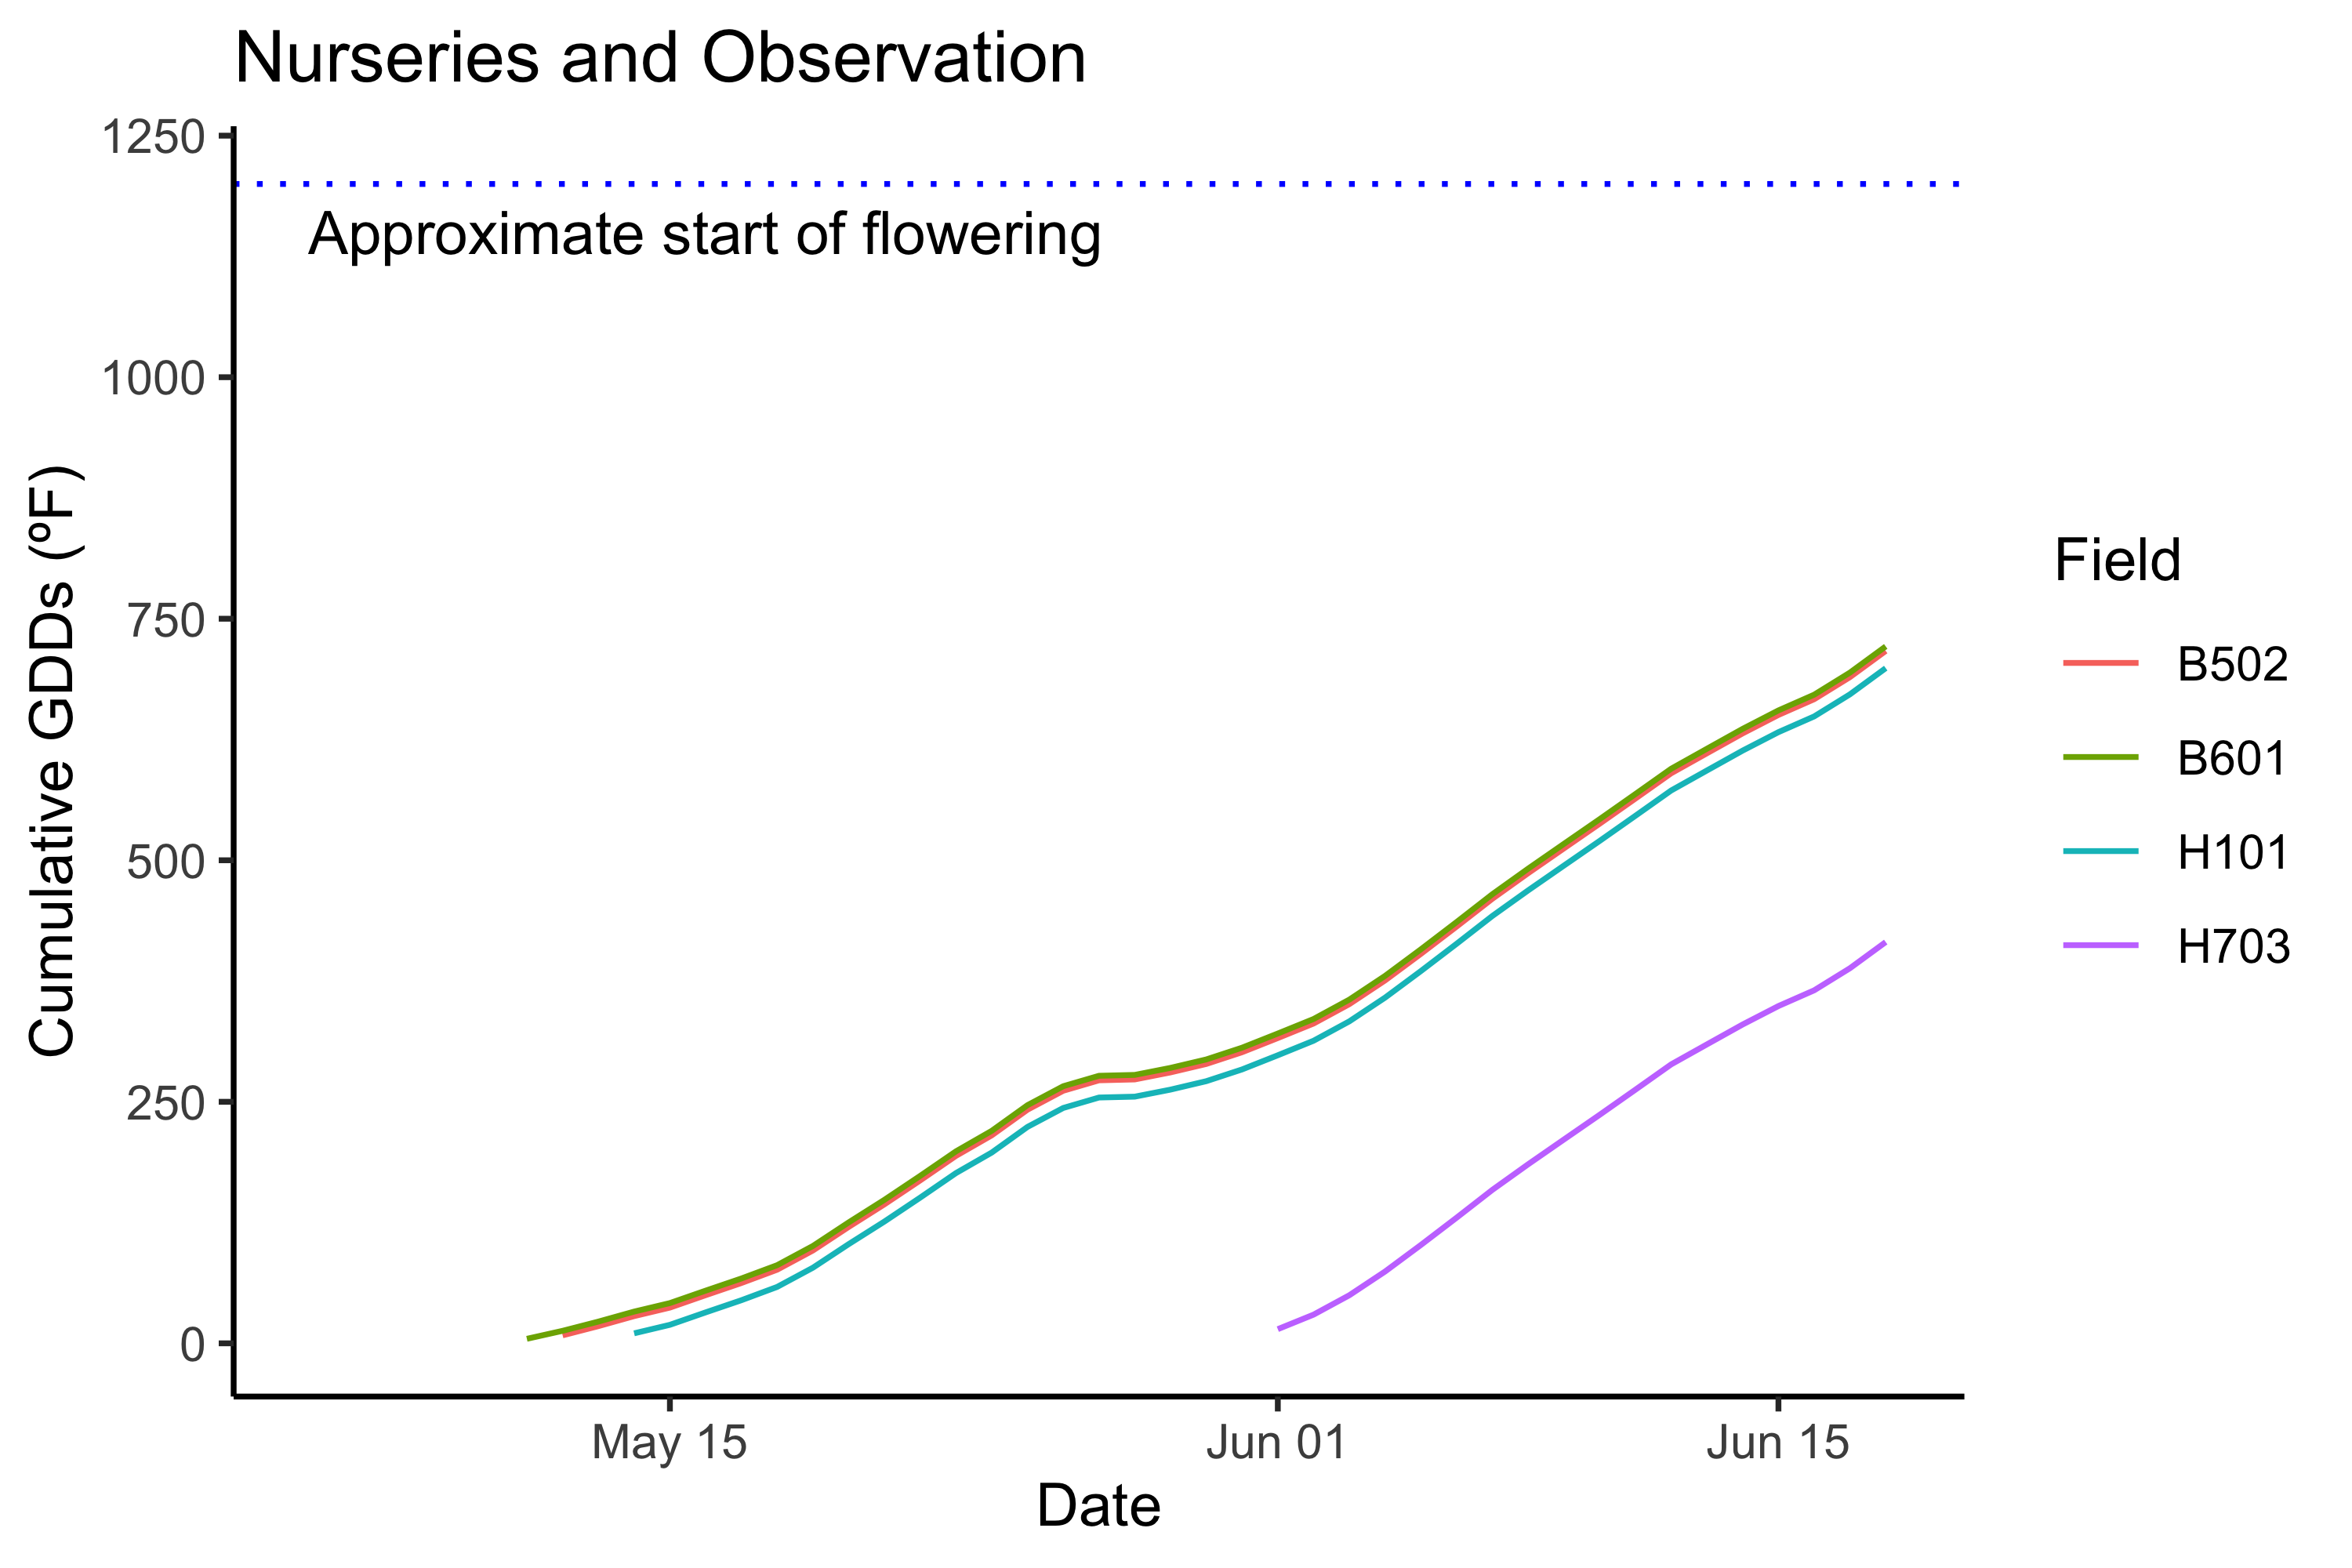 Nurseries and Observation
1250
Approximate start of flowering
1000
750
500
250
0
Cumulative GDDs (ºF)
May 15
Jun 01
Jun 15
Date
Field
B502
B601
H101
H703